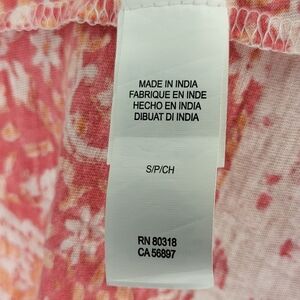 MADE IN INDIA
FABRIQUE EN INDE
HECHO EN INDIA
DIBUAT DI INDIA
S/P/CH
RN 80318
CA 56897